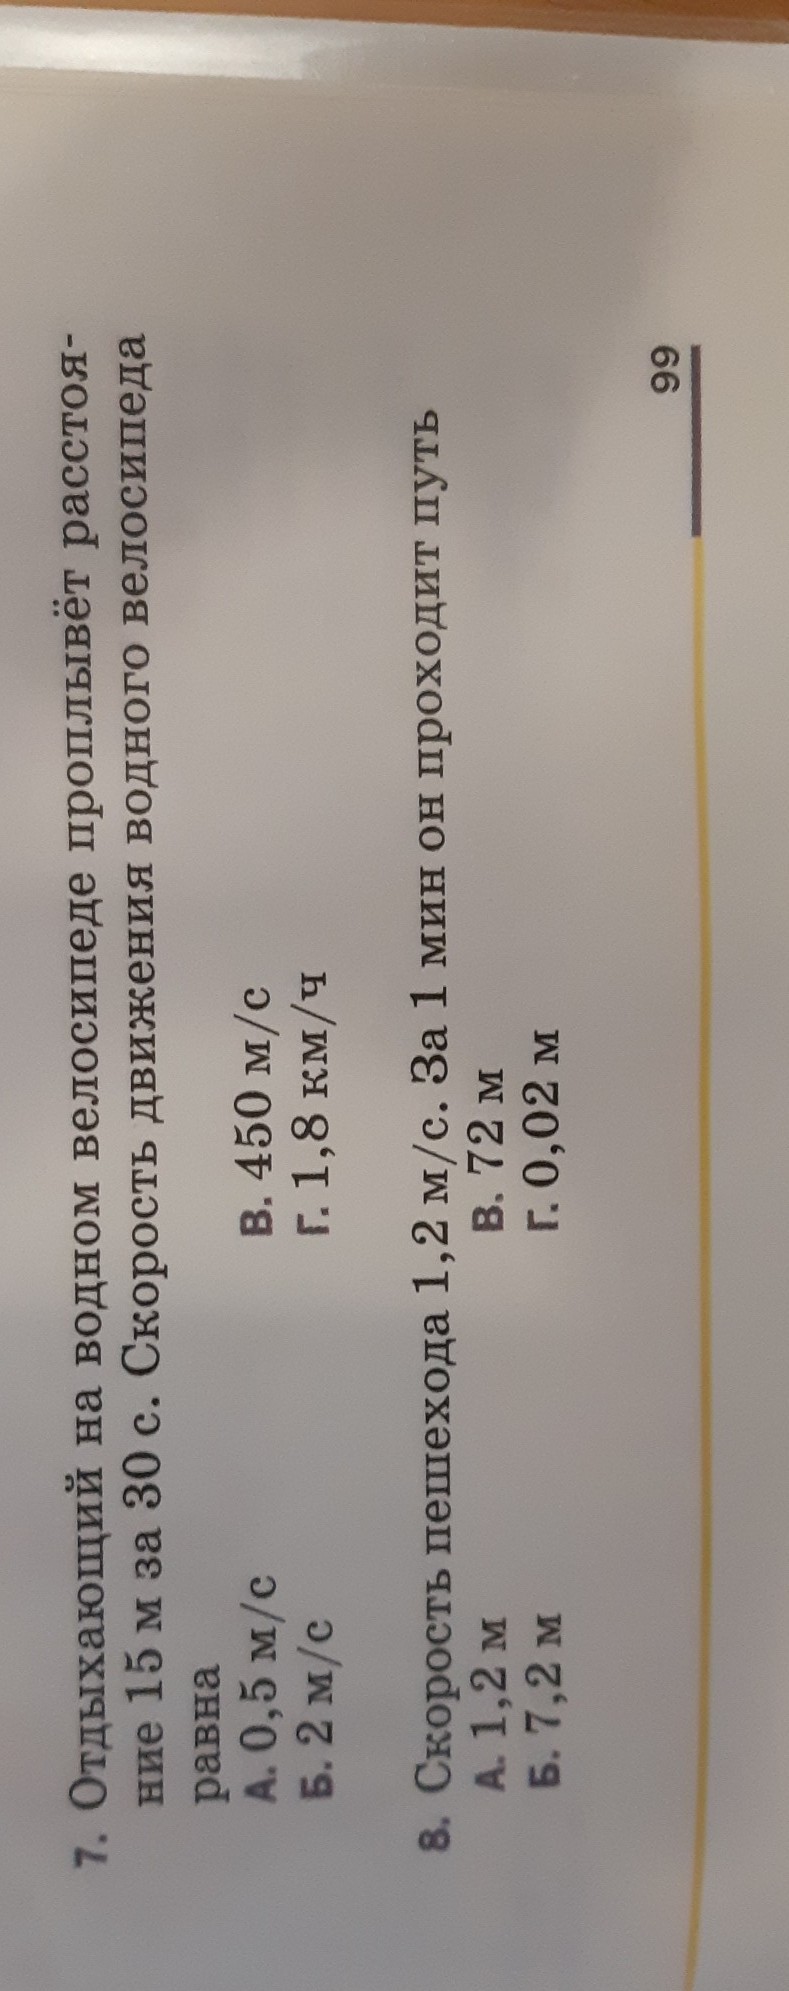 7. Отдыхающий на водном велосипеде проплывёт расстоя-
ние 15 м за 30 с. Скорость движения водного велосипеда
равна
А. 0,5 м/с В. 450 м/с
Б. 2 м/с Г. 1,8 км/ч
8. Скорость пешехода 1,2 м/с. За 1 мин он проходит путь
А. 1,2 м В. 72 м
Б. 7,2 м Г. 0,02 м
99